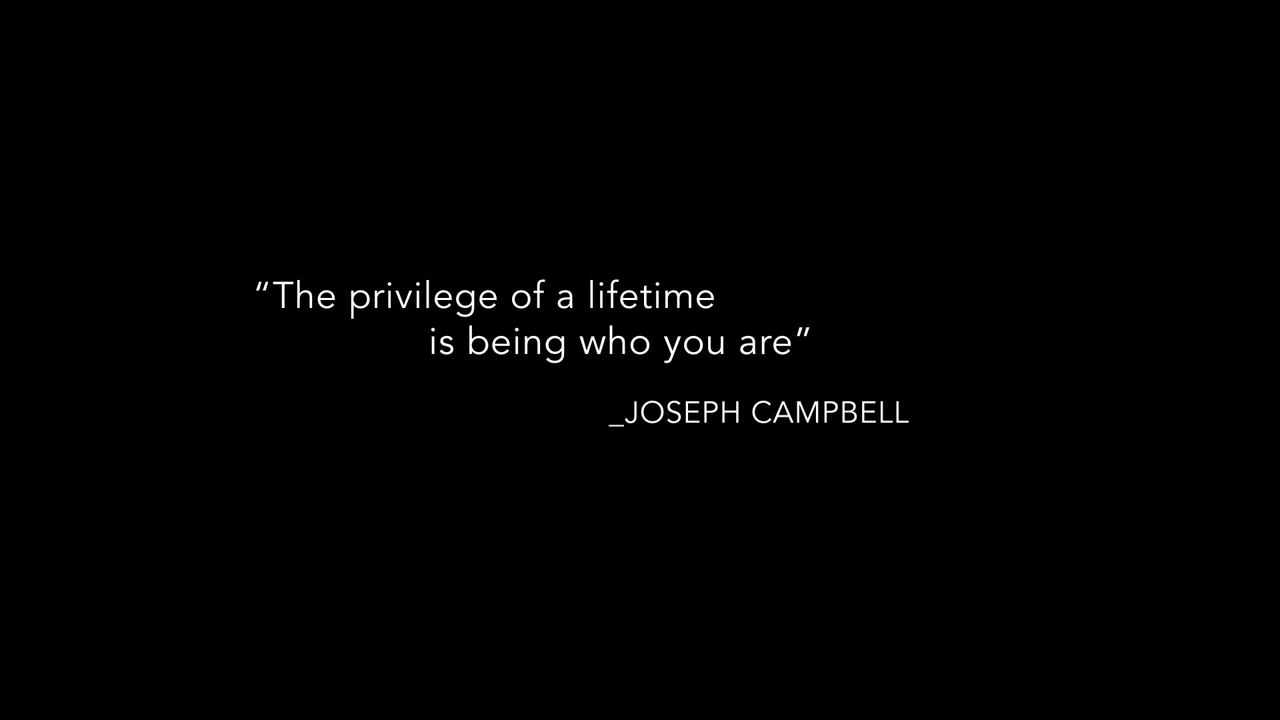 “The privilege of a lifetime
is being who you are”
_JOSEPH CAMPBELL